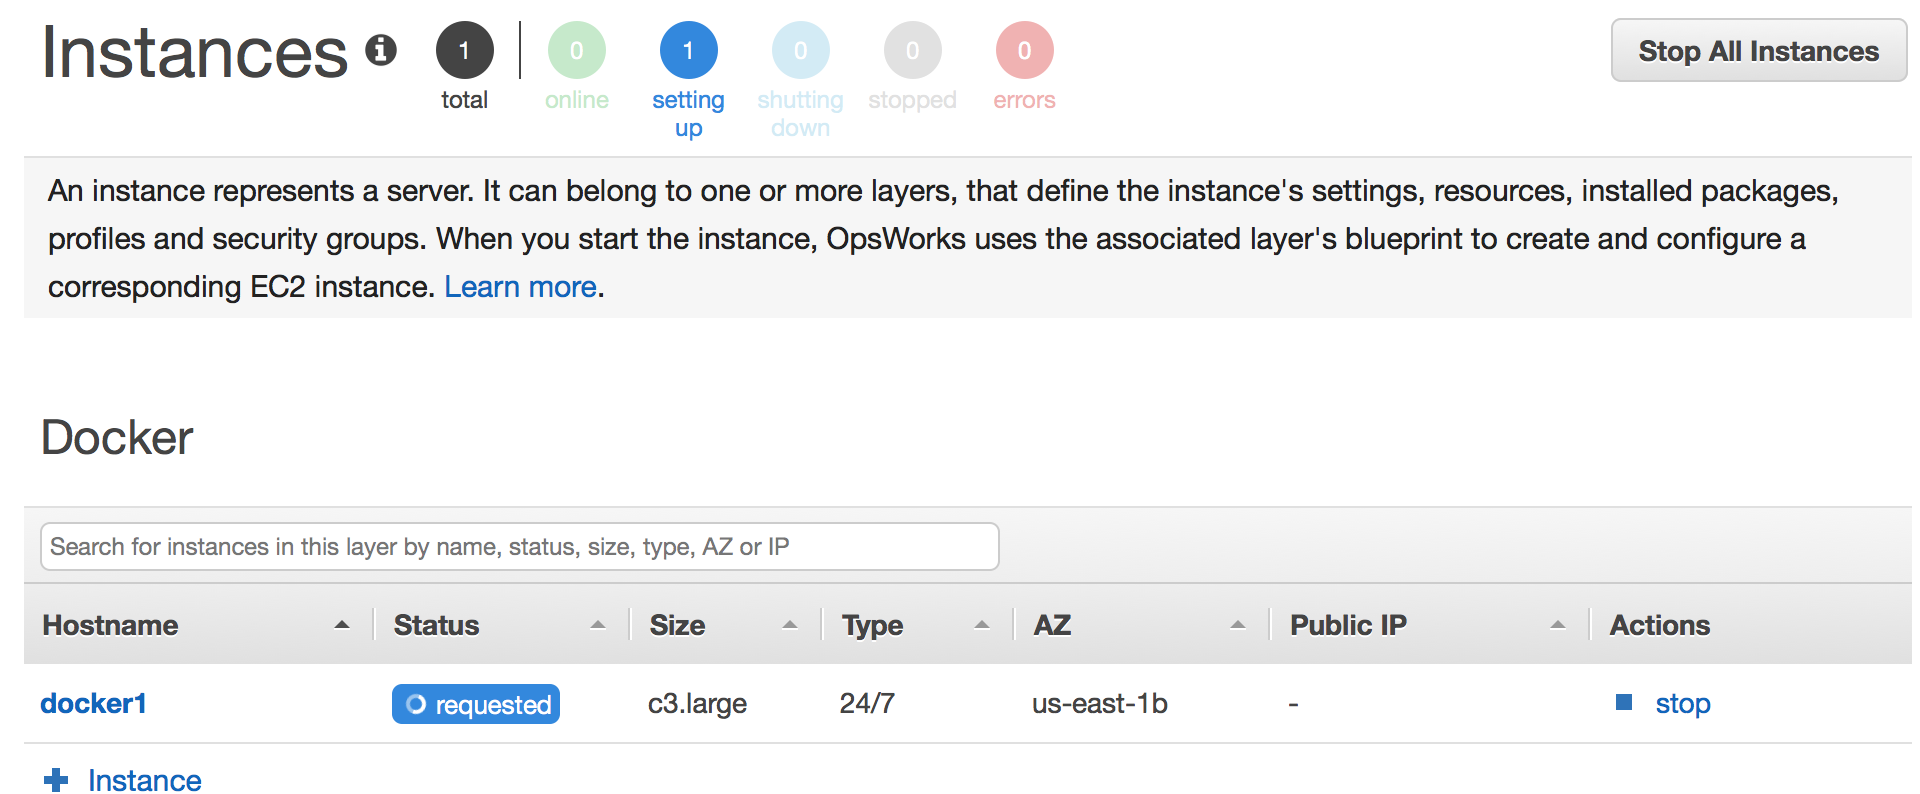 Instances
1 0 1 0 0 0
total online setting up shutting down stopped errors
Stop All Instances
An instance represents a server. It can belong to one or more layers, that define the instance's settings, resources, installed packages,
profiles and security groups. When you start the instance, OpsWorks uses the associated layer's blueprint to create and configure a
corresponding EC2 instance. Learn more.
Docker
Search for instances in this layer by name, status, size, type, AZ or IP
Hostname Status Size Type AZ Public IP Actions
docker1 requested c3.large 24/7 us-east-1b - stop
Instance